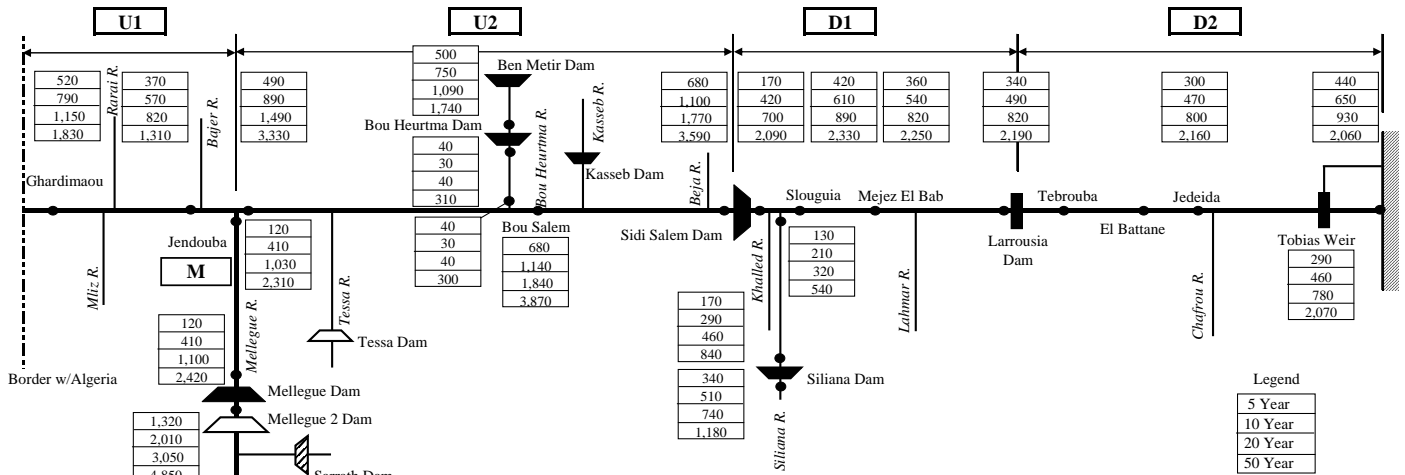 U1
U2
D1
D2
520
790
1,150
1,830
Rarai R.
370
570
820
1,310
Bajer R.
490
890
1,490
3,330
500
750
1,090
1,740
Ben Metir Dam
Bou Heurtma Dam
40
30
40
310
Bou Heurtma R.
Kasseb R.
Kasseb Dam
680
1,100
1,770
3,590
Beja R.
170
420
700
2,090
420
610
890
2,330
360
540
820
2,250
340
490
820
2,190
300
470
800
2,160
440
650
930
2,060
Ghardimaou
Mliz R.
Jendouba
M
120
410
1,030
2,310
Tessa R.
Tessa Dam
40
30
40
300
Bou Salem
680
1,140
1,840
3,870
Sidi Salem Dam
Slouguia
Mejez El Bab
Khalled R.
130
210
320
540
Lahmar R.
Larrousia
Dam
Tebrouba
El Battane
Jedeida
Chafrou R.
Tobias Weir
290
460
780
2,070
Mellegue R.
120
410
1,100
2,420
Border w/Algeria
Mellegue Dam
Mellegue 2 Dam
1,320
2,010
3,050
4,850
Sarrath Dam
170
290
460
840
340
510
740
1,180
Siliana Dam
Siliana R.
Legend
5 Year
10 Year
20 Year
50 Year